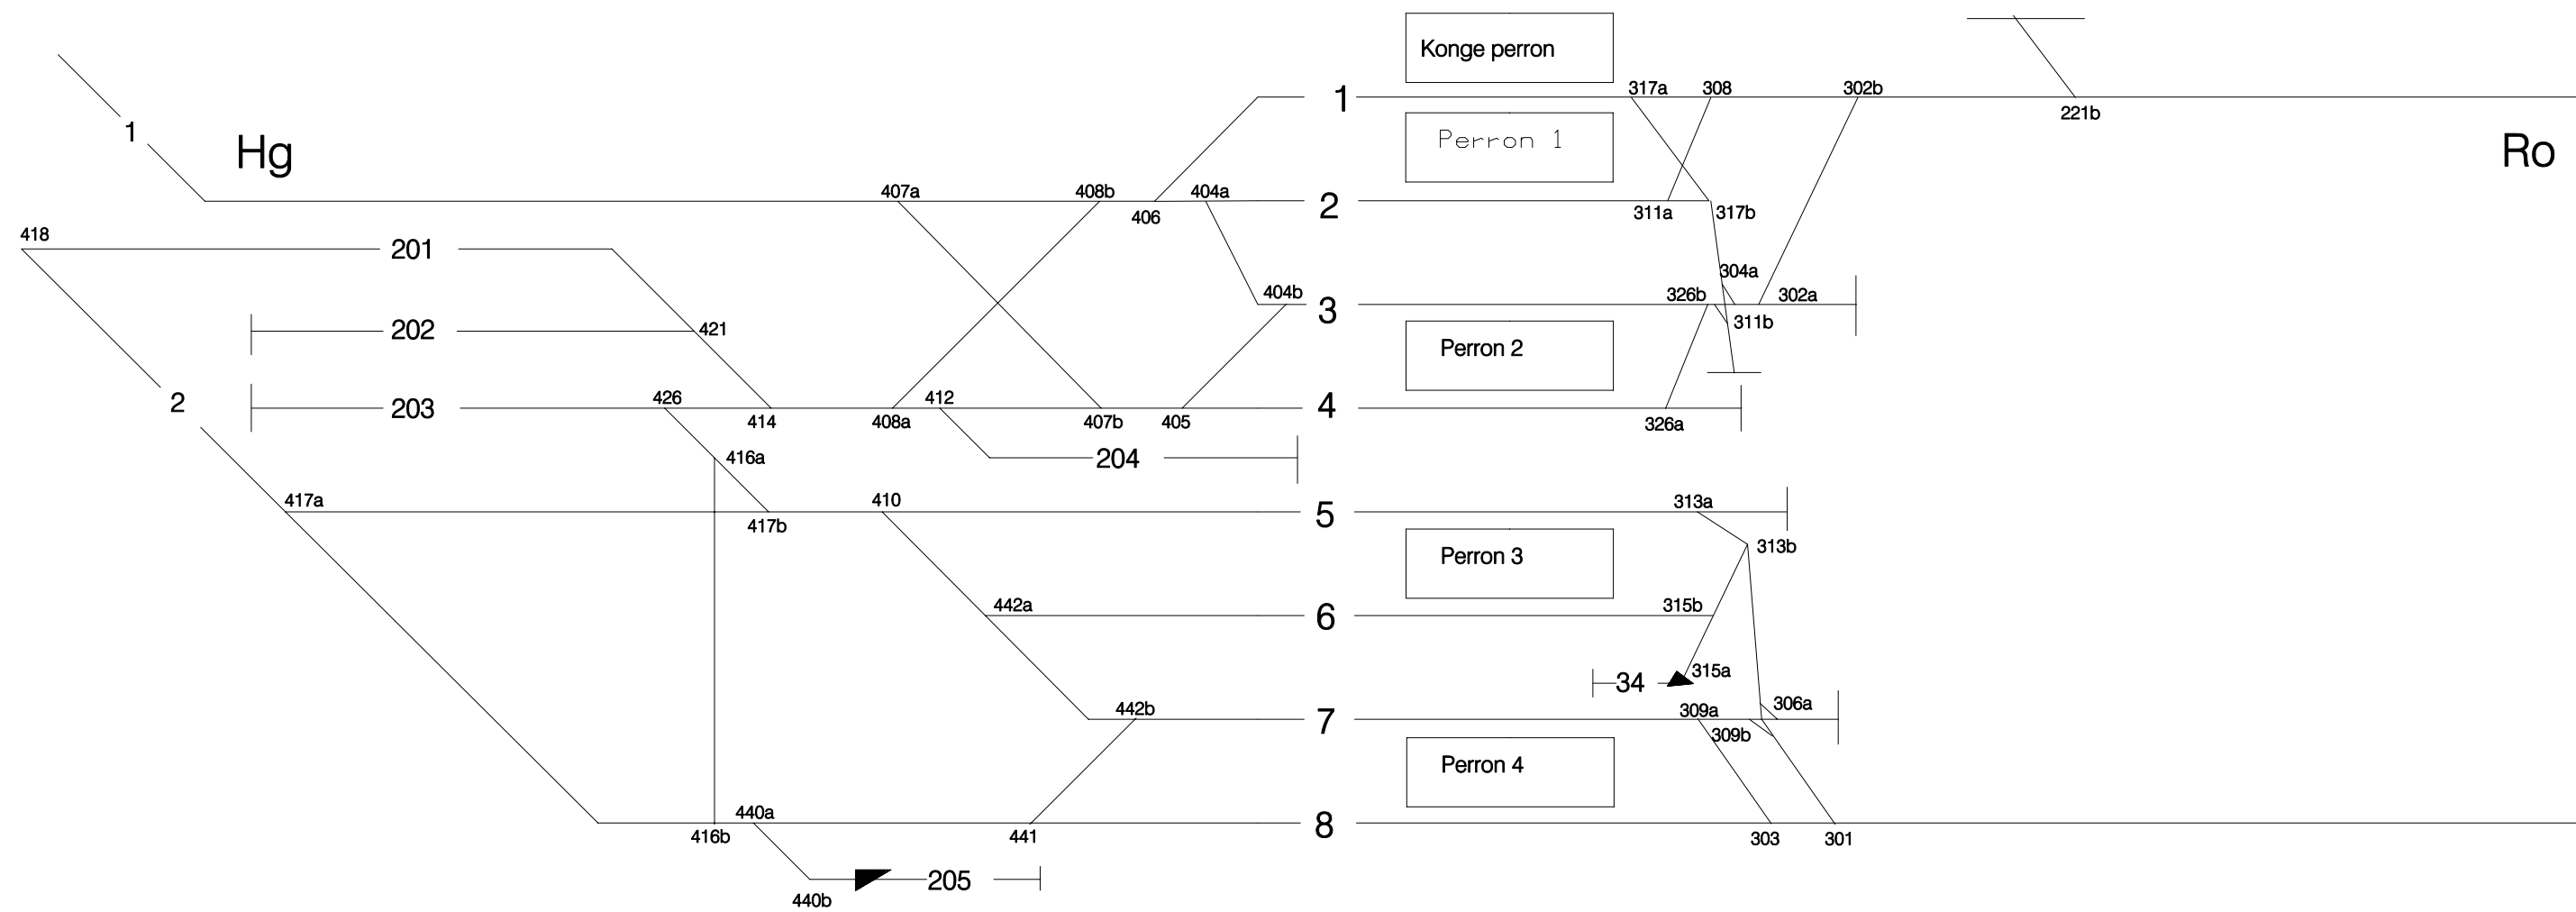 Konge perron
317a 308 302b
1
221b
1
Hg
Perron 1
Ro
407a 408b 404a
406
2
311a 317b
418
201
304a
404b
3
326b 302a
311b
202
421
Perron 2
2
203
426 412
4
414 408a 407b 405
326a
416a
204
417a
410
5
313a
417b
Perron 3
313b
442a
6
315b
315a
34
306a
442b
7
309a
309b
Perron 4
440a
8
416b
441
303 301
205
440b